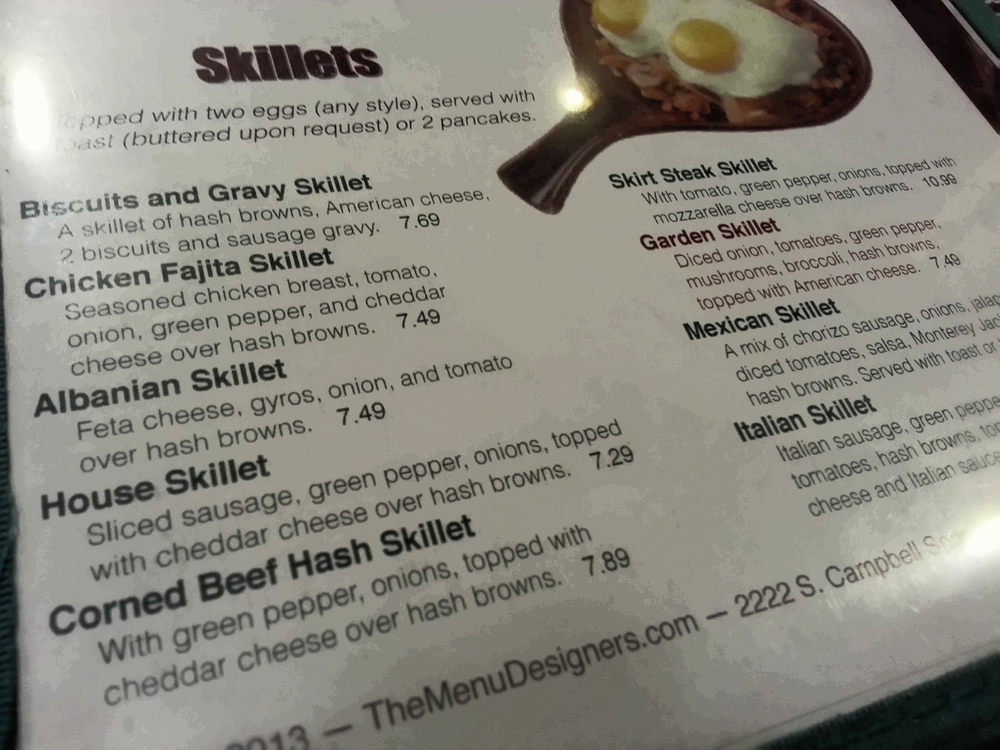 Skillets
with two eggs (any style), served with
(buttered upon request) or 2 pancakes.
Biscuits and Gravy Skillet
A skillet of hash browns, American cheese,
2 biscuits and sausage gravy. 7.69
Chicken Fajita Skillet
Seasoned chicken breast, tomato,
onion, green pepper, and cheddar
cheese over hash browns. 7.49
Albanian Skillet
Feta cheese, gyros, onion, and tomato
over hash browns. 7.49
House Skillet
Sliced sausage, green pepper, onions, topped
with cheddar cheese over hash browns. 7.29
Corned Beef Hash Skillet
With green pepper, onions, topped with
cheddar cheese over hash browns. 7.89
Skirt Steak Skillet
With tomato, green pepper, onions, topped with
mozzarella cheese over hash browns. 10.99
Garden Skillet
Diced onion, tomatoes, green pepper,
mushrooms, broccoli, hash browns,
topped with American cheese. 7.49
Mexican Skillet
A mix of chorizo sausage, onions,
diced tomatoes, salsa, Monterey
hash browns. Served with toast or
Italian Skillet
Italian sausage, green
tomatoes, hash browns,
cheese and Italian
2013 — TheMenuDesigners.com — 2222 S. Campbell